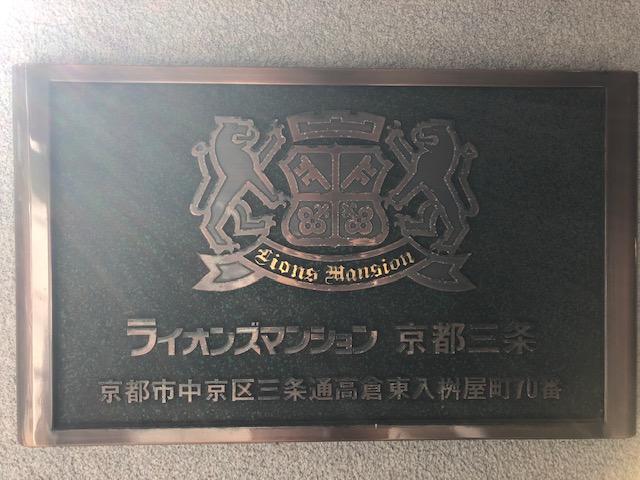 Lions Mansion
ライオンズマンション 京都三条
京都市中京区三条通高倉東入桝屋町70番